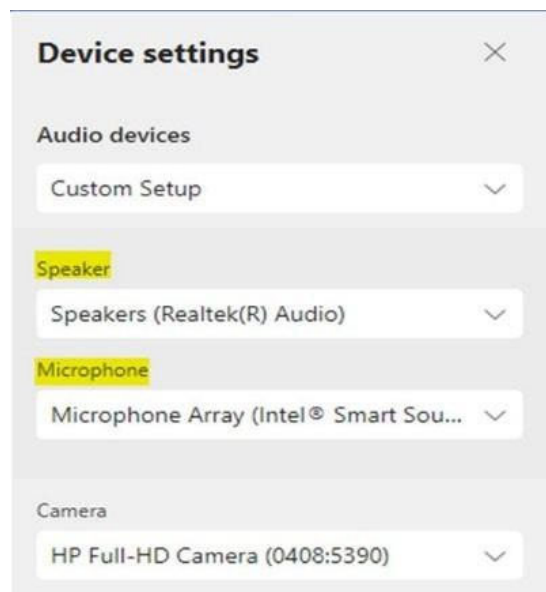 Device settings
Audio devices
Custom Setup
Speaker
Speakers (Realtek(R) Audio)
Microphone
Microphone Array (Intel® Smart Sou...
Camera
HP Full-HD Camera (0408:5390)